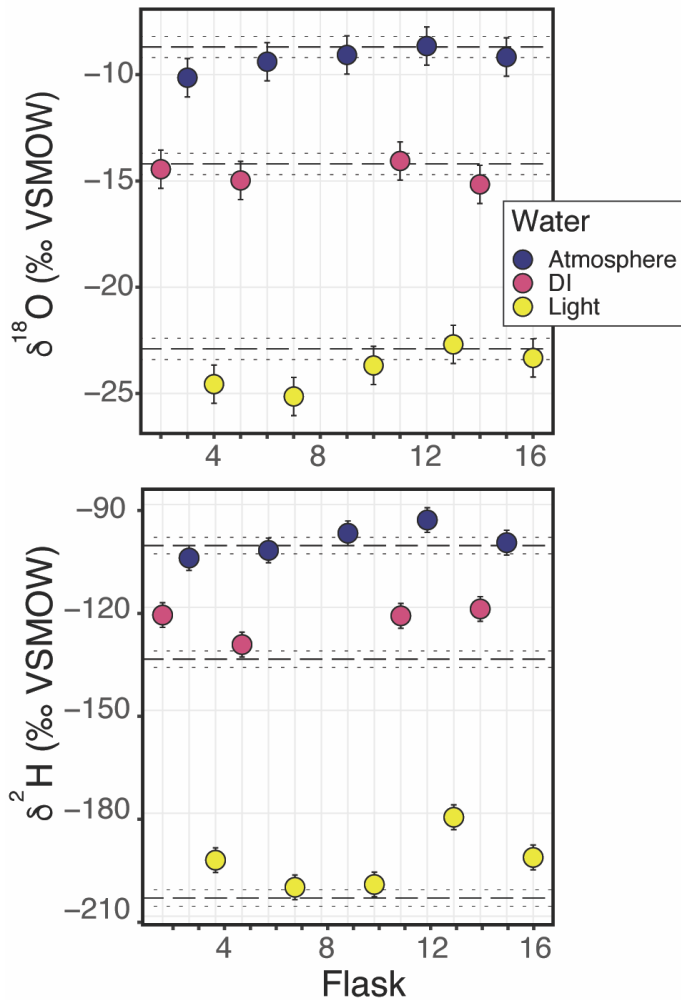 δ18O (‰ VSMOW)
−10
−15
−20
−25
4 8 12 16
Water
Atmosphere
DI
Light
δ2H (‰ VSMOW)
−90
−120
−150
−180
−210
4 8 12 16
Flask